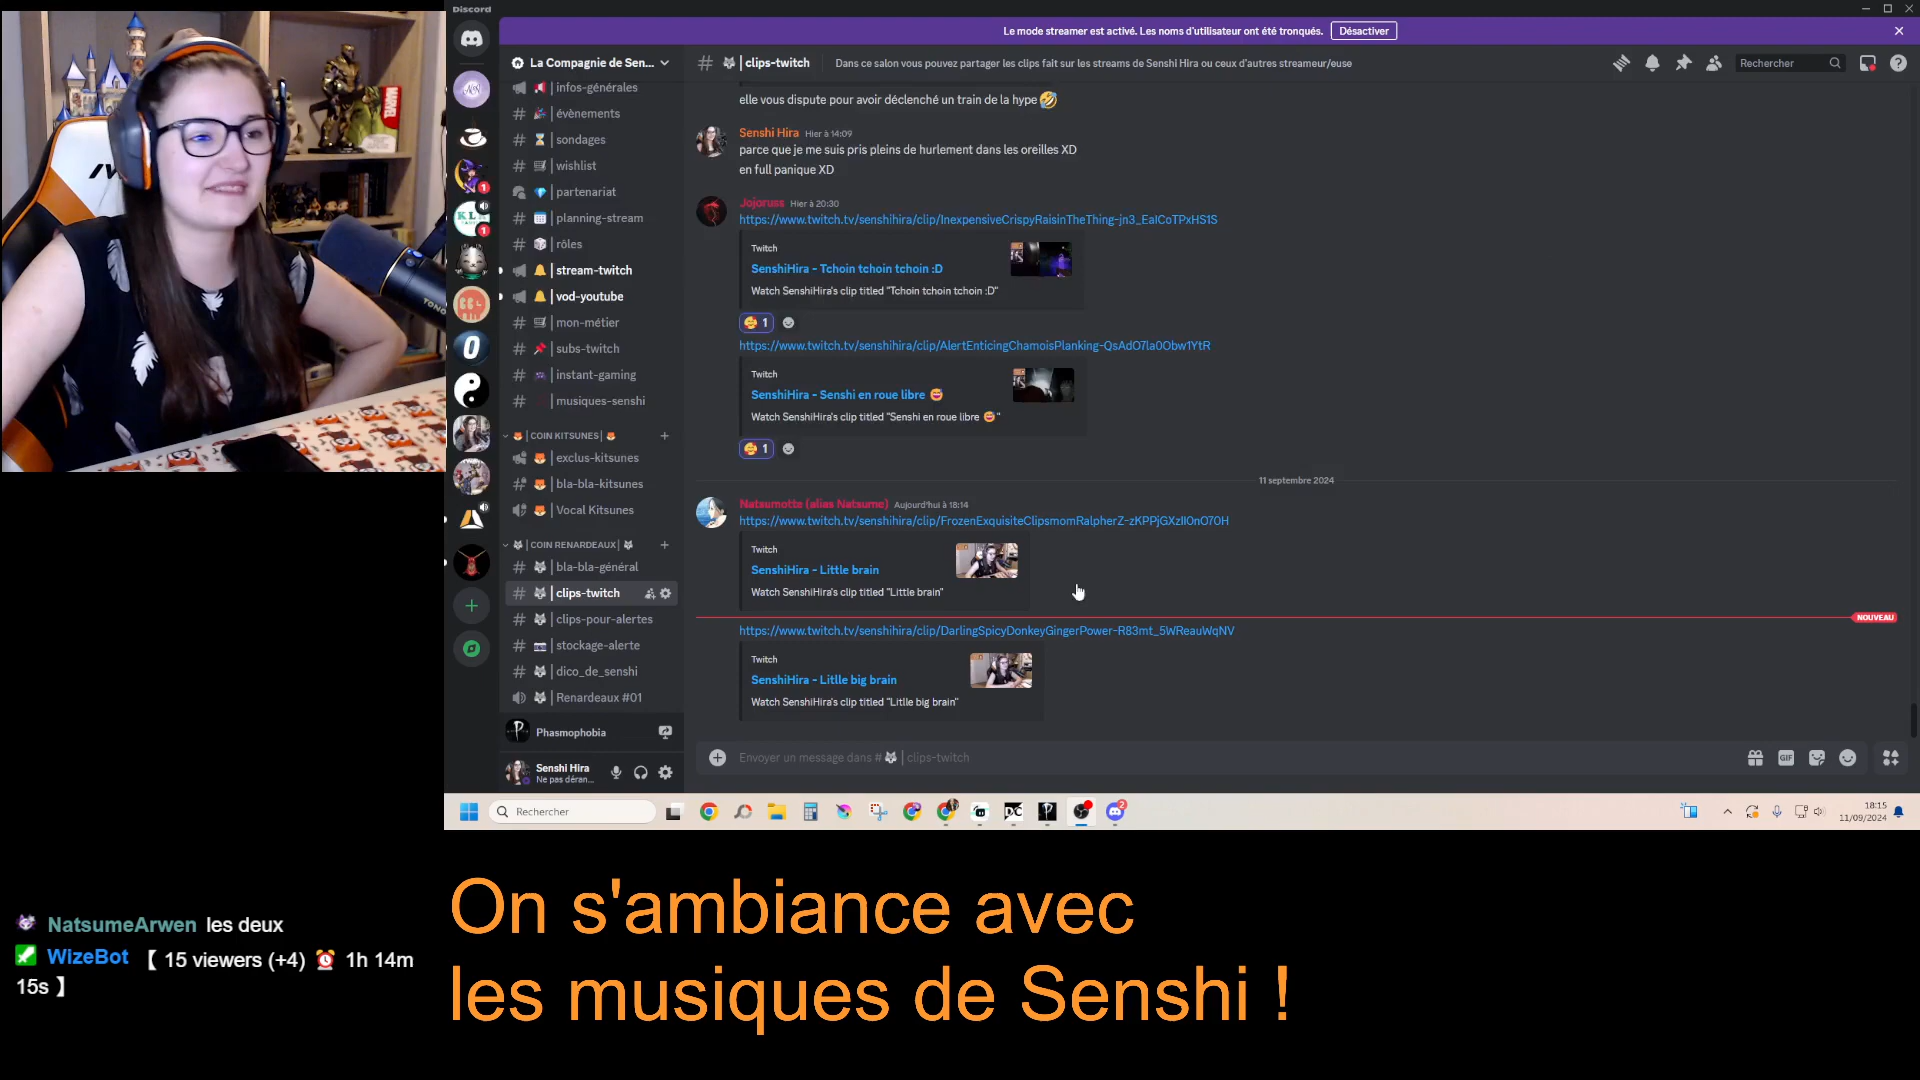 Discord
Le mode streamer est activé. Les noms d'utilisateur ont été tronqués.
Désactiver
La Compagnie de Sen...
infos-générales
évènements
sondages
wishlist
partenariat
planning-stream
rôles
stream-twitch
vod-youtube
mon-métier
subs-twitch
instant-gaming
musiques-senshi
| COIN KITSUNES |
exclus-kitsunes
bla-bla-kitsunes
Vocal Kitsunes
| COIN RENARDEAUX |
bla-bla-général
clips-twitch
clips-pour-alertes
stockage-alerte
dico_de_senshi
Renardeaux #01
Phasmophobia
Senshi Hira
Ne pas déran...
# | clips-twitch
Dans ce salon vous pouvez partager les clips fait sur les streams de Senshi Hira ou ceux d'autres streameur/euse
Rechercher
elle vous dispute pour avoir déclenché un train de la hype 🤣
Senshi Hira Hier à 14:09
parce que je me suis pris pleins de hurlement dans les oreilles XD
en full panique XD
Jojoruss Hier à 20:30
https://www.twitch.tv/senshihira/clip/InexpensiveCrispyRaisinTheThing-jn3_EaICoTPxHS1S
Twitch
SenshiHira - Tchoin tchoin tchoin :D
Watch SenshiHira's clip titled "Tchoin tchoin tchoin :D"
1
https://www.twitch.tv/senshihira/clip/AlertEnticingChamoisPlanking-QsAdO7la0Obw1YtR
Twitch
SenshiHira - Senshi en roue libre 😅
Watch SenshiHira's clip titled "Senshi en roue libre 😅"
1
11 septembre 2024
Natsumotte (alias Natsume) Aujourd'hui à 18:14
https://www.twitch.tv/senshihira/clip/FrozenExquisiteClipsmomRalpherZ-zKPPjGXzII0nO70H
Twitch
SenshiHira - Little brain
Watch SenshiHira's clip titled "Little brain"
NOUVEAU
https://www.twitch.tv/senshihira/clip/DarlingSpicyDonkeyGingerPower-R83mt_5WReauWqNV
Twitch
SenshiHira - Litlle big brain
Watch SenshiHira's clip titled "Litlle big brain"
Envoyer un message dans # | clips-twitch
GIF
Rechercher
18:15
11/09/2024
NatsumeArwen les deux
WizeBot 【 15 viewers (+4) ⏰ 1h 14m
15s 】
On s'ambiance avec
les musiques de Senshi !